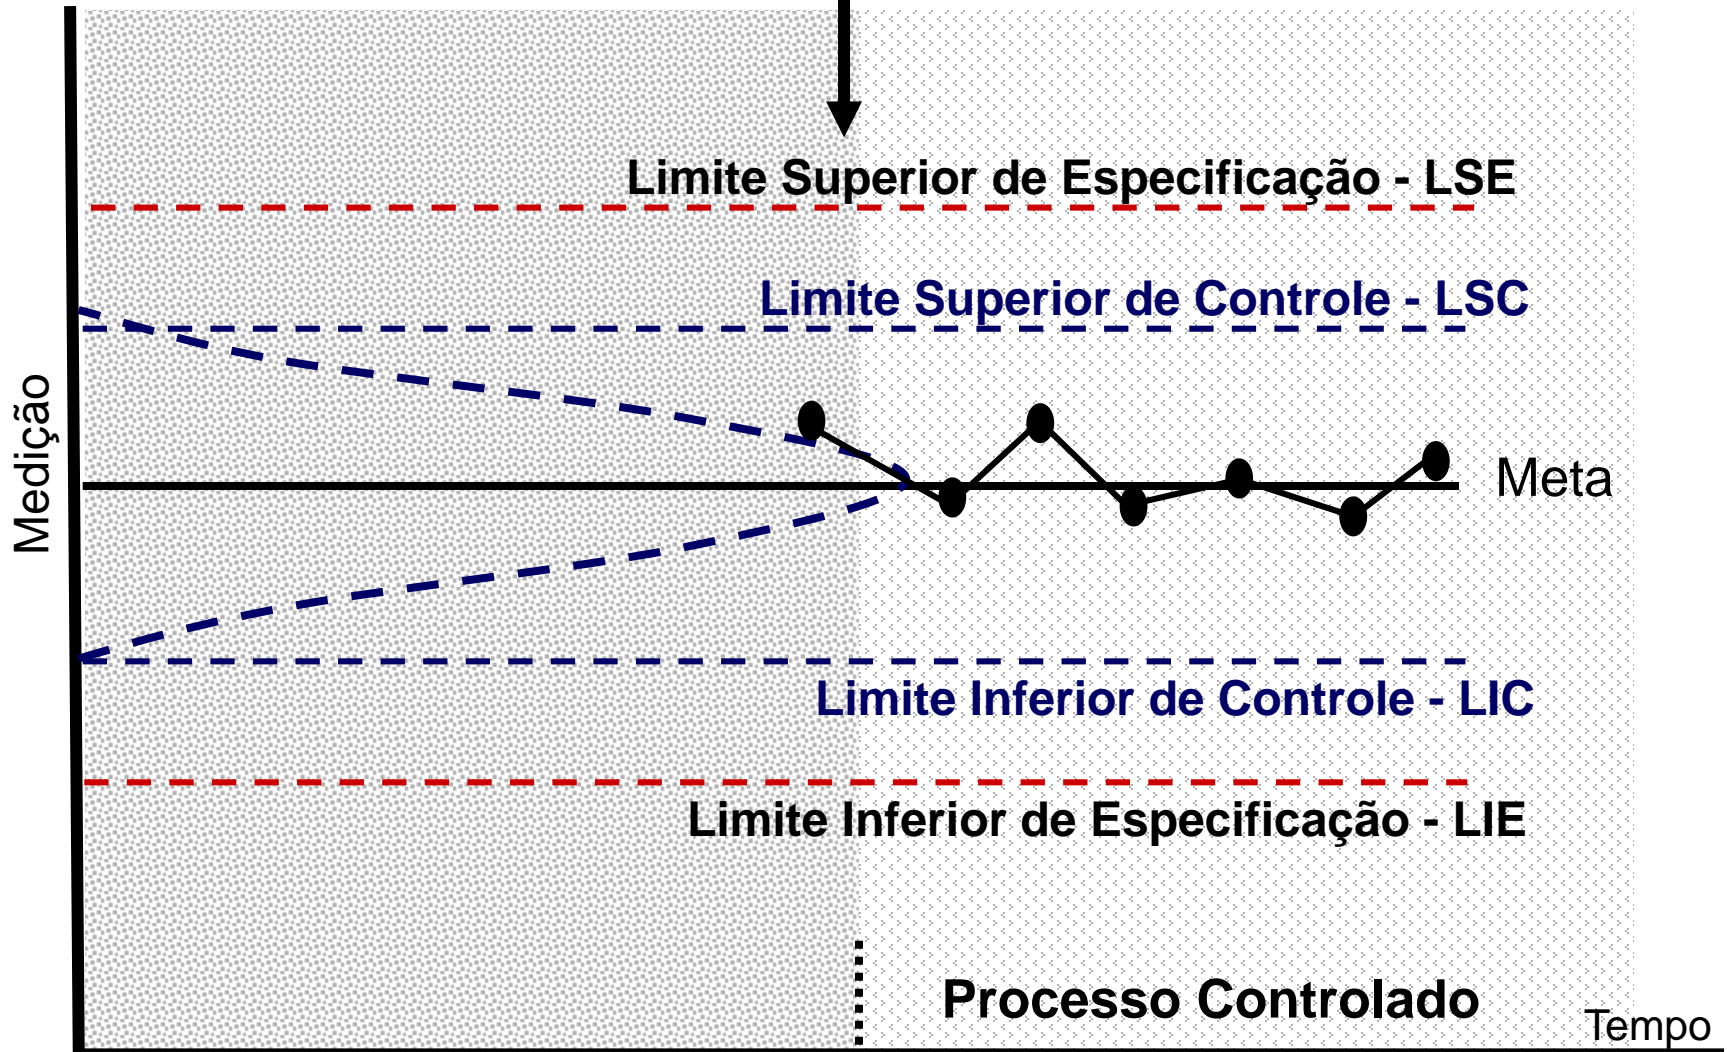 Limite Superior de Especificação - LSE
Limite Superior de Controle - LSC
Medição
Meta
Limite Inferior de Controle - LIC
Limite Inferior de Especificação - LIE
Processo Controlado
Tempo